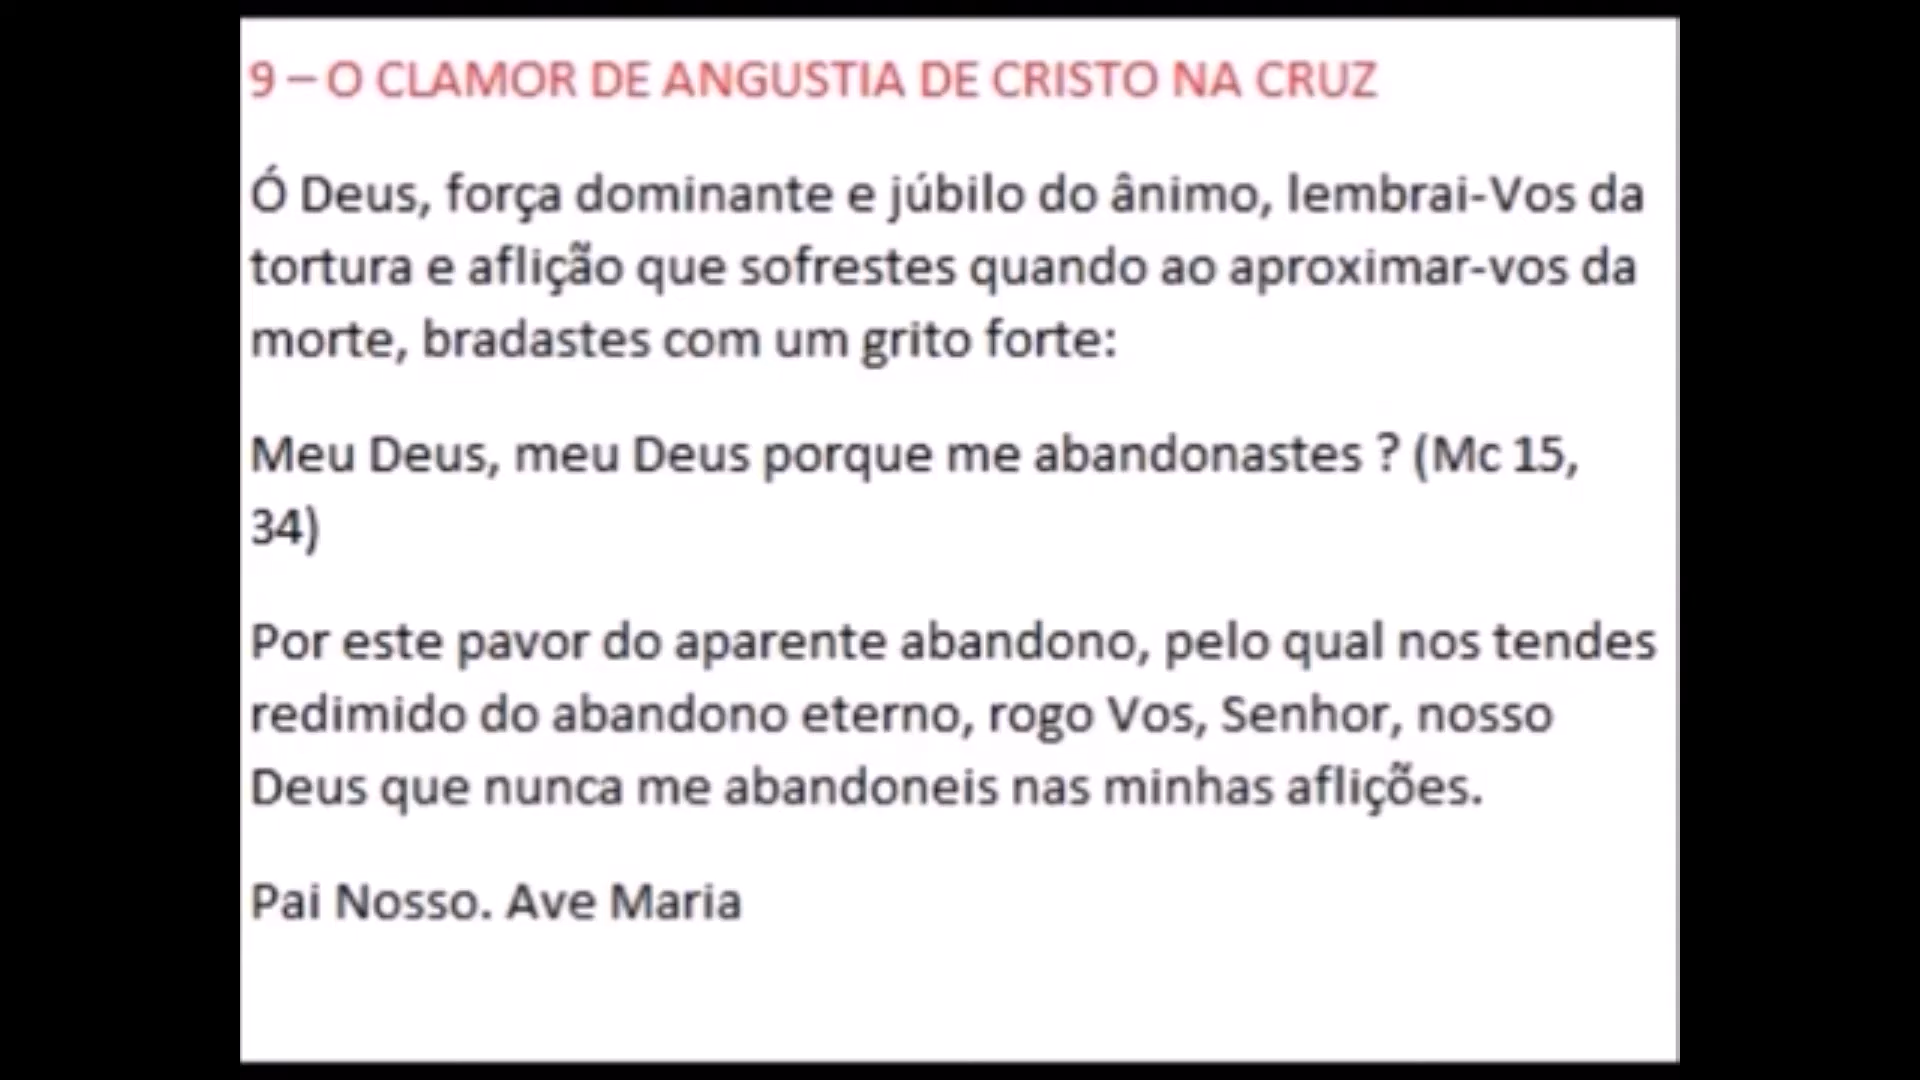 9 – O CLAMOR DE ANGUSTIA DE CRISTO NA CRUZ
Ó Deus, força dominante e júbilo do ânimo, lembrai-Vos da
tortura e aflição que sofrestes quando ao aproximar-vos da
morte, bradastes com um grito forte:
Meu Deus, meu Deus porque me abandonastes ? (Mc 15,
34)
Por este pavor do aparente abandono, pelo qual nos tendes
redimido do abandono eterno, rogo Vos, Senhor, nosso
Deus que nunca me abandoneis nas minhas aflições.
Pai Nosso. Ave Maria